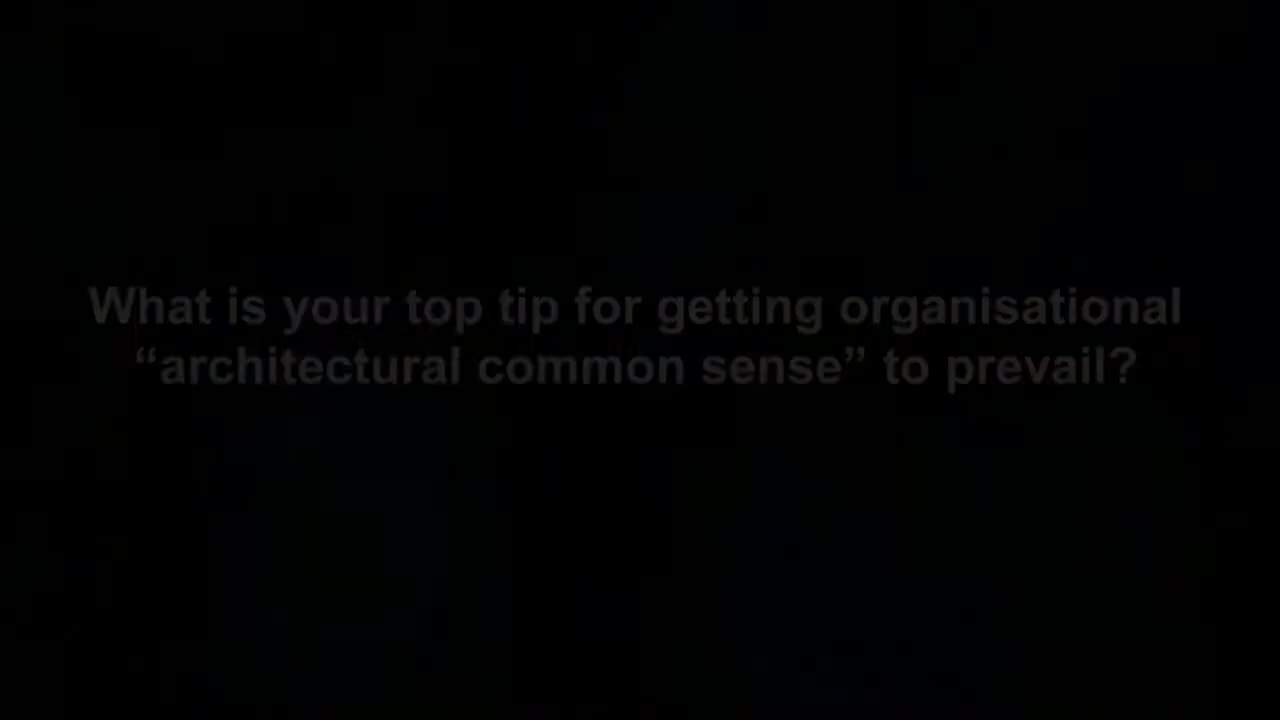 What is your top tip for getting organisational
“architectural common sense” to prevail?